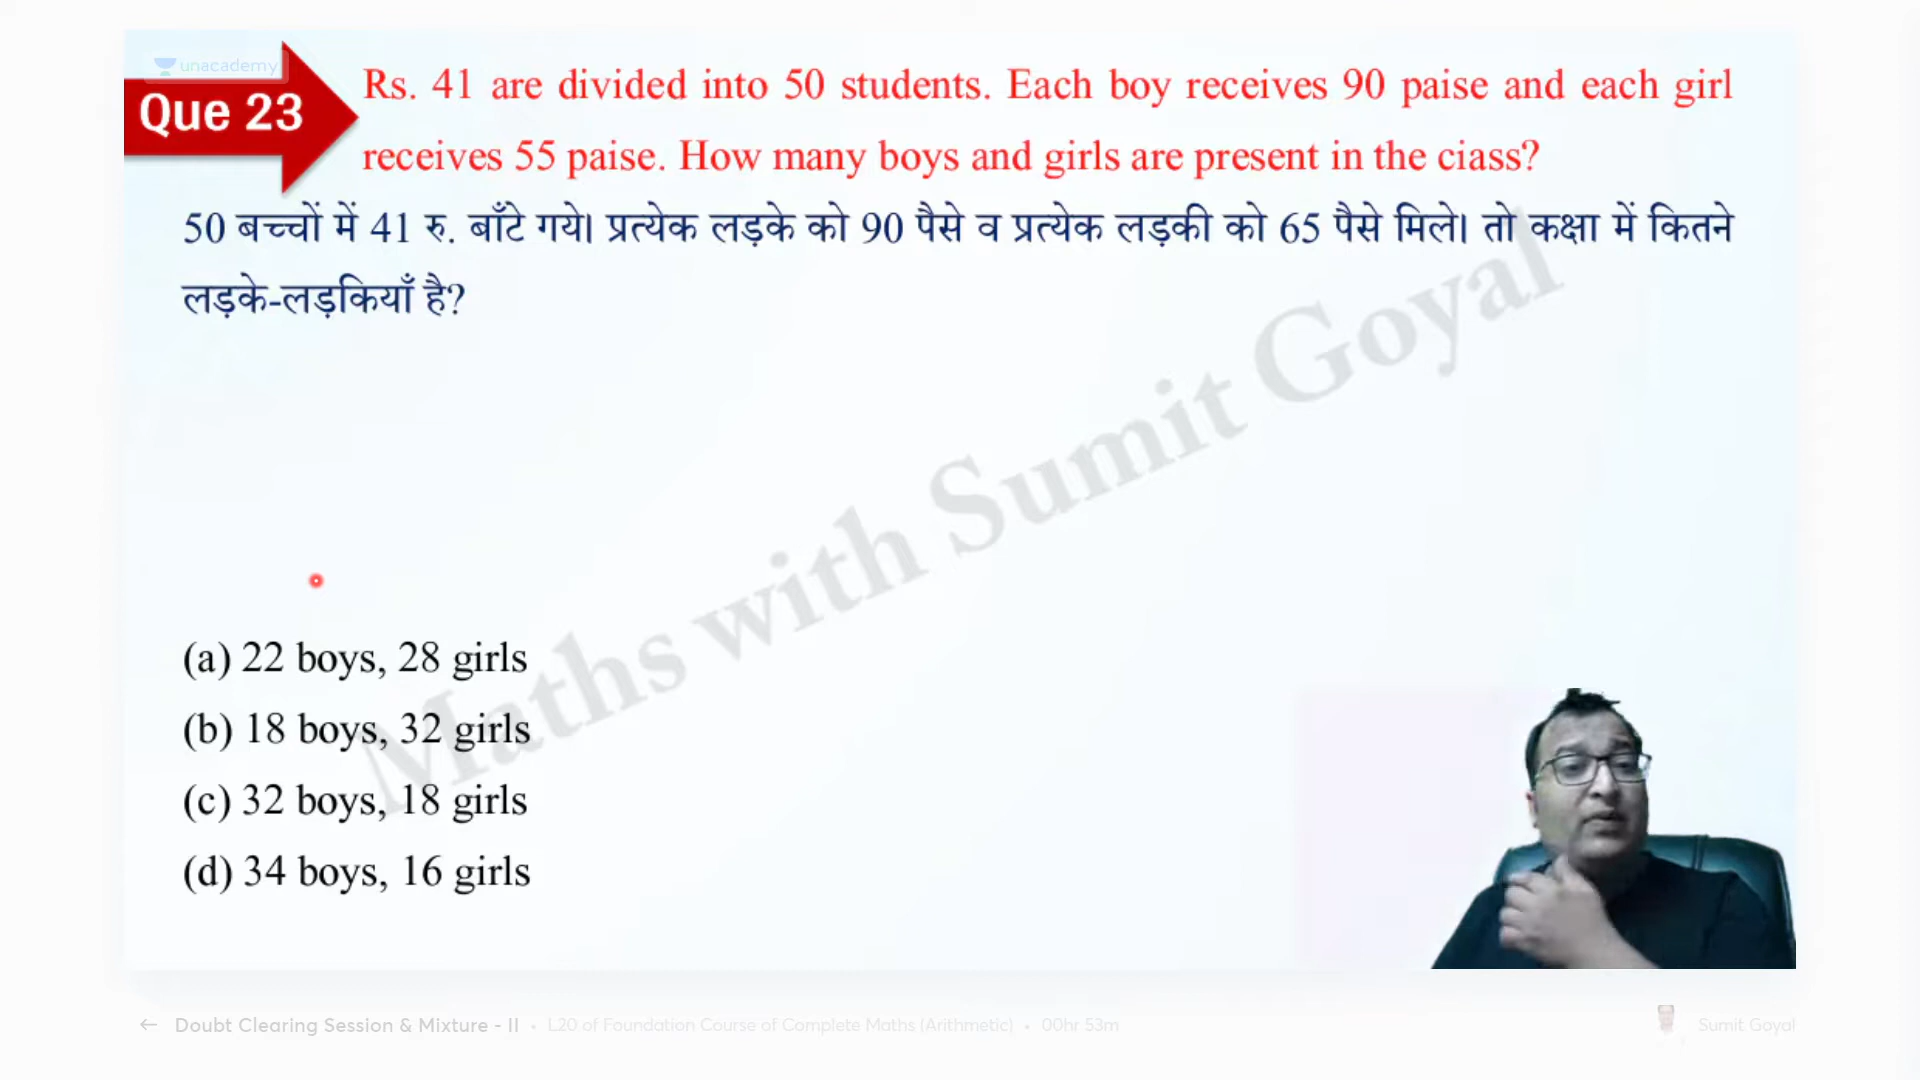 unacademy
Que 23
Rs. 41 are divided into 50 students. Each boy receives 90 paise and each girl
receives 55 paise. How many boys and girls are present in the ciass?
50 बच्चों में 41 रु. बाँटे गये। प्रत्येक लड़के को 90 पैसे व प्रत्येक लड़की को 65 पैसे मिले। तो कक्षा में कितने
लड़के-लड़कियाँ है?
Maths with Sumit Goyal
(a) 22 boys, 28 girls
(b) 18 boys, 32 girls
(c) 32 boys, 18 girls
(d) 34 boys, 16 girls
← Doubt Clearing Session & Mixture - II • L20 of Foundation Course of Complete Maths (Arithmetic) • 00hr 53m
Sumit Goyal